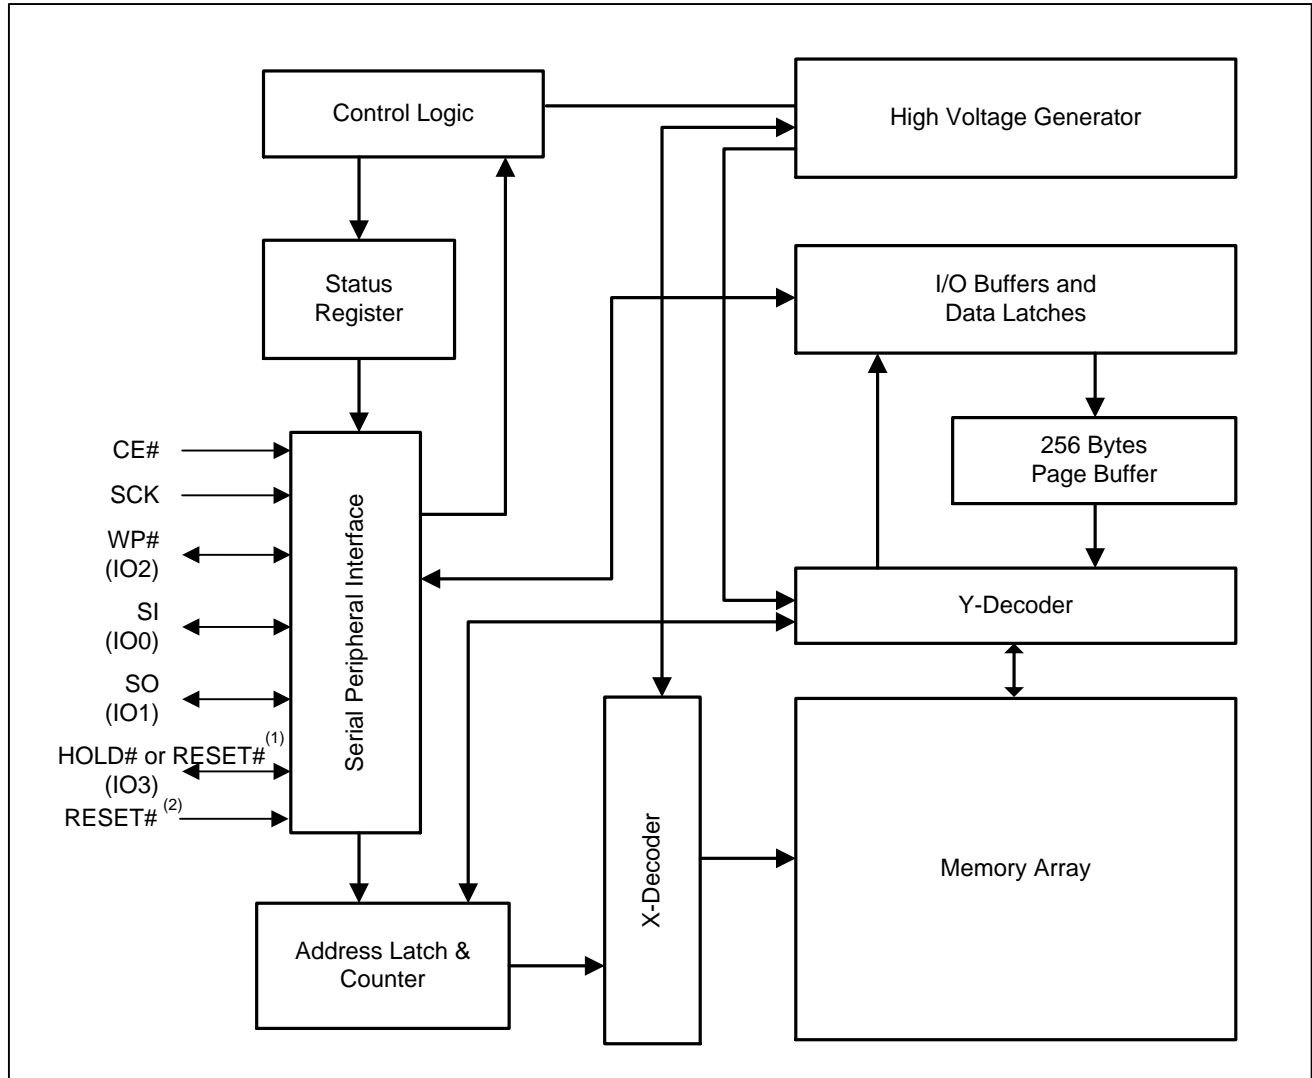 Control Logic
High Voltage Generator
Status
Register
I/O Buffers and
Data Latches
256 Bytes
Page Buffer
Y-Decoder
CE#
SCK
WP#
(IO2)
SI
(IO0)
SO
(IO1)
HOLD# or RESET# (1)
(IO3)
RESET# (2)
Serial Peripheral Interface
X-Decoder
Memory Array
Address Latch &
Counter